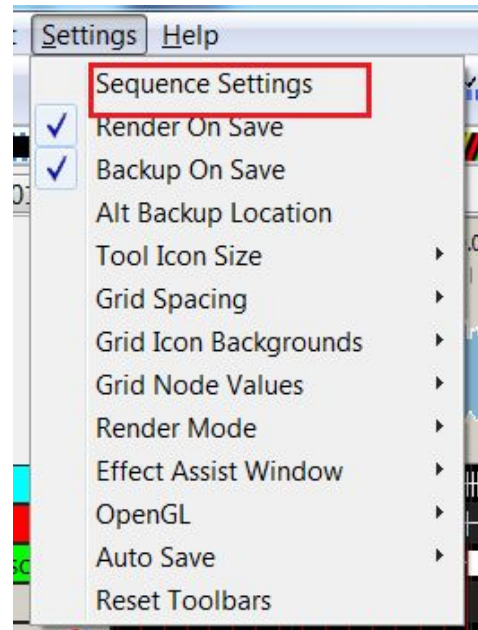 Settings Help
Sequence Settings
Render On Save
Backup On Save
Alt Backup Location
Tool Icon Size
Grid Spacing
Grid Icon Backgrounds
Grid Node Values
Render Mode
Effect Assist Window
OpenGL
Auto Save
Reset Toolbars